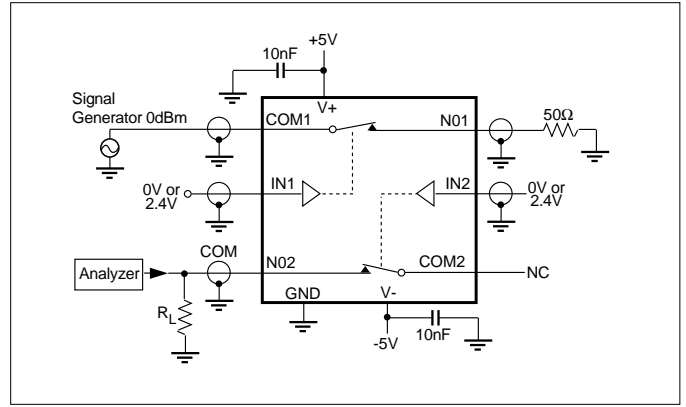 +5V
10nF
Signal
Generator 0dBm
V+
COM1
N01
50Ω
0V or
2.4V
IN1
IN2
0V or
2.4V
COM
N02
COM2
NC
Analyzer
GND
V-
RL
-5V
10nF